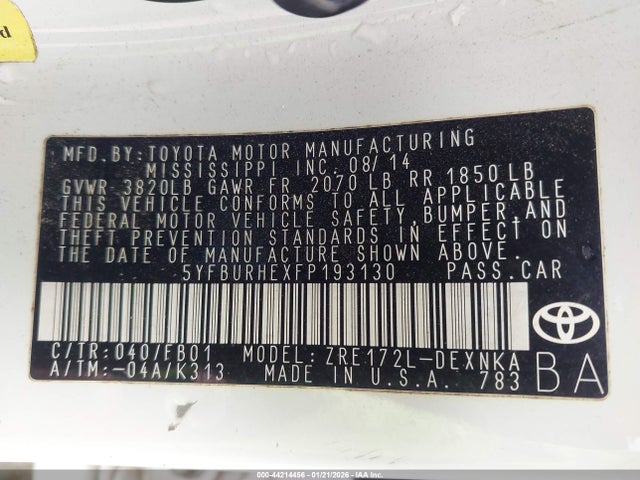 d
MFD.BY:TOYOTA MOTOR MANUFACTURING
MISSISSIPPI INC. 08/14
GVWR 3820LB GAWR FR 2070 LB RR 1850 LB
THIS VEHICLE CONFORMS TO ALL APPLICABLE
FEDERAL MOTOR VEHICLE SAFETY,BUMPER,AND
THEFT PREVENTION STANDARDS IN EFFECT ON
THE DATE OF MANUFACTURE SHOWN ABOVE.
5YFBURHEXFP193130 PASS.CAR
C/TR:040/FB01 MODEL:ZRE172L-DEXNKA
A/TM:-04A/K313 MADE IN U.S.A. 783
BA
000-44214456 - 01/21/2026 - © IAA Inc.